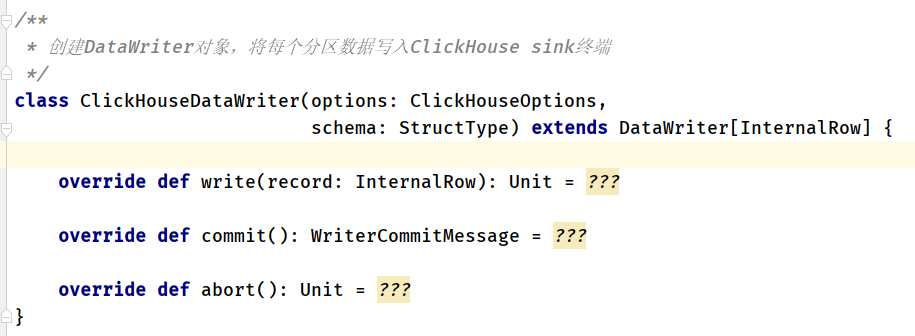 /**
 * 创建DataWriter对象，将每个分区数据写入ClickHouse sink终端
 */
class ClickHouseDataWriter(options: ClickHouseOptions,
                           schema: StructType) extends DataWriter[InternalRow] {
    override def write(record: InternalRow): Unit = ???
    override def commit(): WriterCommitMessage = ???
    override def abort(): Unit = ???
}